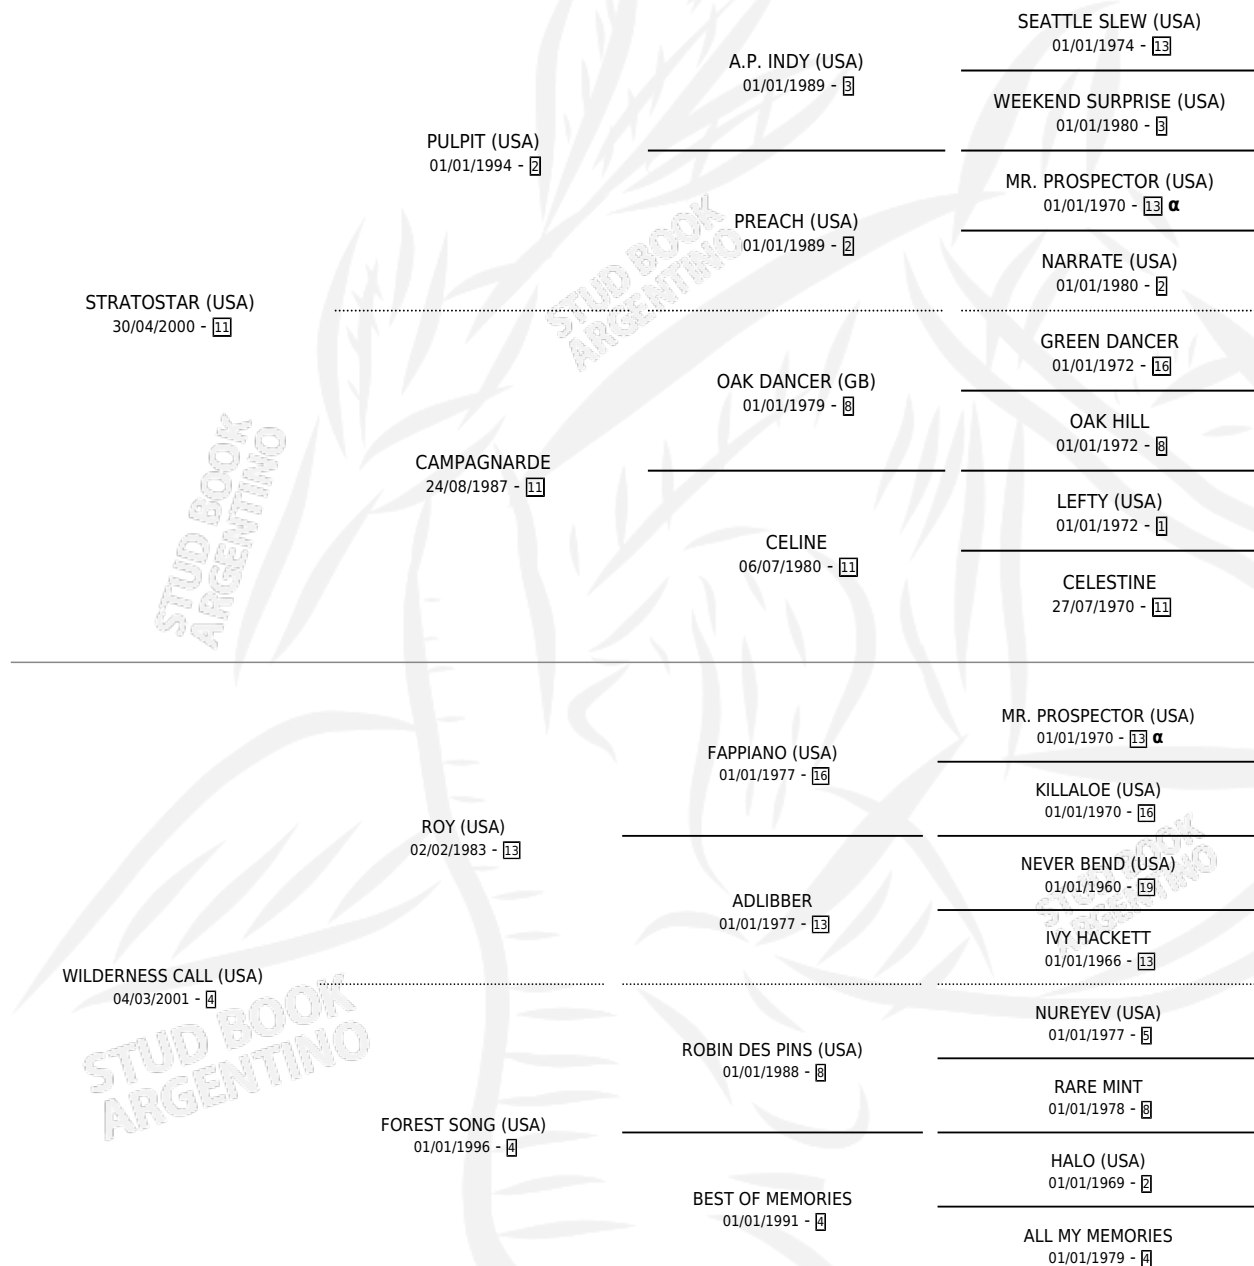 SEATTLE SLEW (USA)
01/01/1974 - 13
A.P. INDY (USA)
01/01/1989 - 3
WEEKEND SURPRISE (USA)
01/01/1980 - 3
PULPIT (USA)
01/01/1994 - 2
MR. PROSPECTOR (USA)
01/01/1970 - 13 α
PREACH (USA)
01/01/1989 - 2
NARRATE (USA)
01/01/1980 - 2
STRATOSTAR (USA)
30/04/2000 - 11
GREEN DANCER
01/01/1972 - 16
OAK DANCER (GB)
01/01/1979 - 8
OAK HILL
01/01/1972 - 8
CAMPAGNARDE
24/08/1987 - 11
LEFTY (USA)
01/01/1972 - 1
CELINE
06/07/1980 - 11
CELESTINE
27/07/1970 - 11
MR. PROSPECTOR (USA)
01/01/1970 - 13 α
FAPPIANO (USA)
01/01/1977 - 16
KILLALOE (USA)
01/01/1970 - 16
ROY (USA)
02/02/1983 - 13
NEVER BEND (USA)
01/01/1960 - 19
ADLIBBER
01/01/1977 - 13
IVY HACKETT
01/01/1966 - 13
WILDERNESS CALL (USA)
04/03/2001 - 4
NUREYEV (USA)
01/01/1977 - 5
ROBIN DES PINS (USA)
01/01/1988 - 8
RARE MINT
01/01/1978 - 8
FOREST SONG (USA)
01/01/1996 - 4
HALO (USA)
01/01/1969 - 2
BEST OF MEMORIES
01/01/1991 - 4
ALL MY MEMORIES
01/01/1979 - 4
STUD BOOK
ARGENTINO
STUD BOOK
ARGENTINO
STUD BOOK
ARGENTINO
STUD BOOK
ARGENTINO